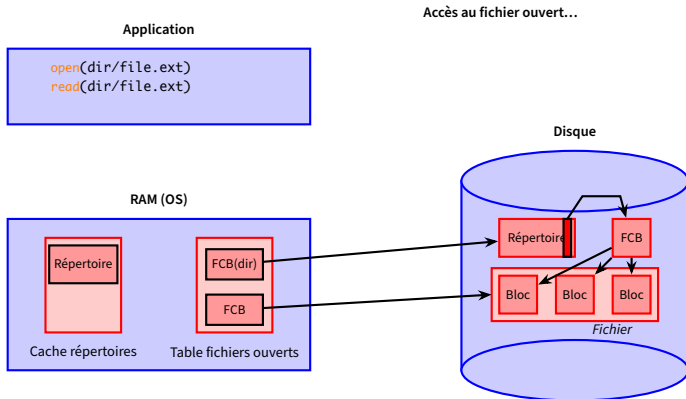 Accès au fichier ouvert…
Application
open(dir/file.ext)
read(dir/file.ext)
Disque
RAM (OS)
Répertoire
FCB
Répertoire
FCB(dir)
FCB
Bloc
Bloc
Bloc
Fichier
Cache répertoires
Table fichiers ouverts